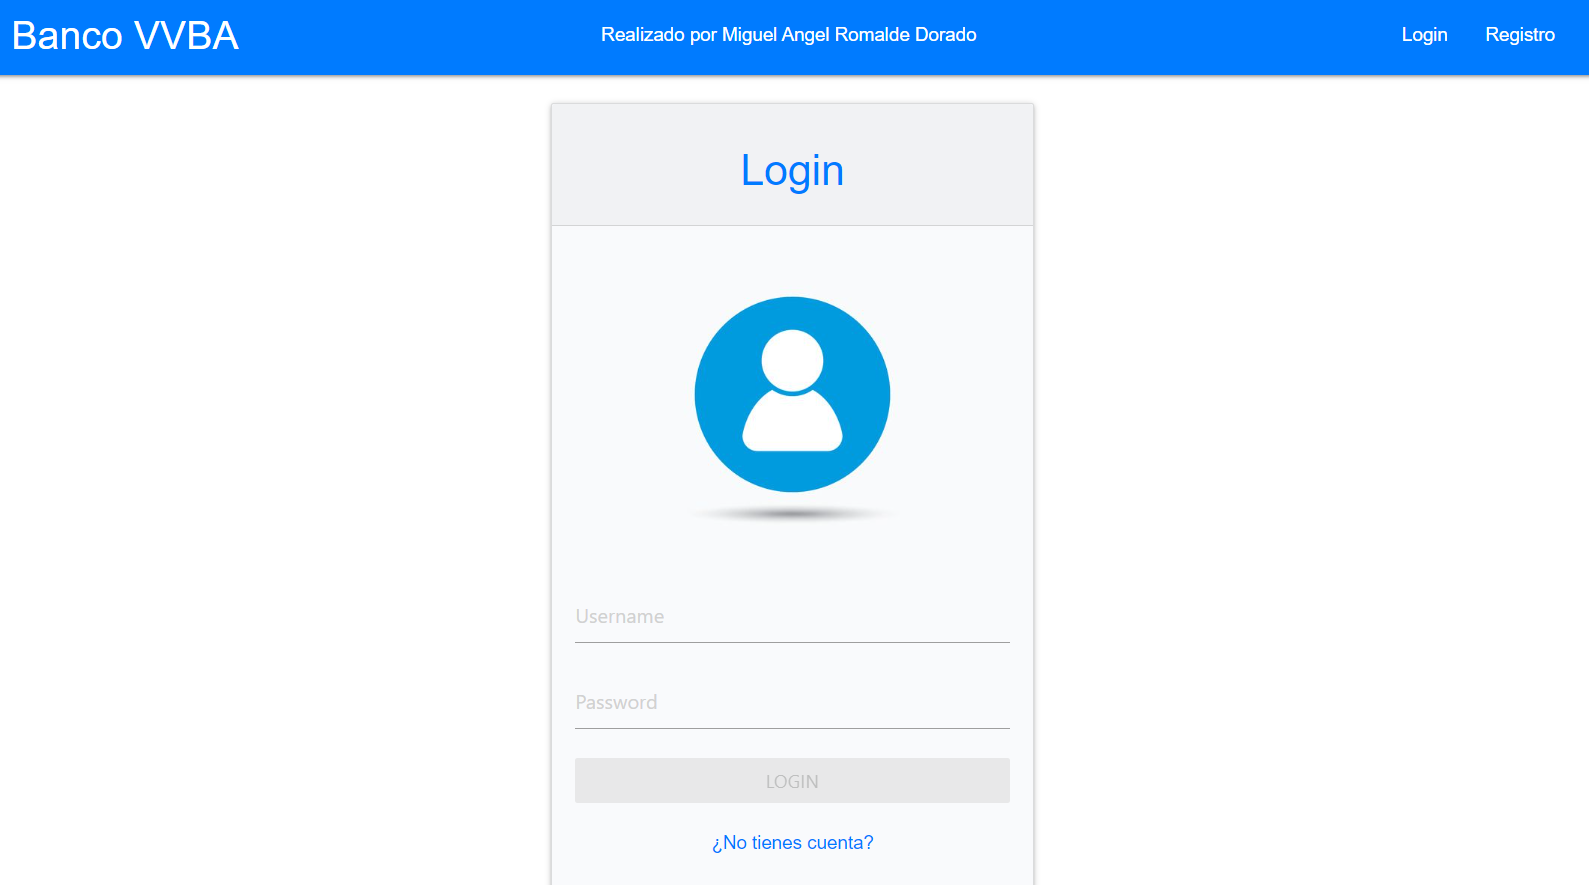 Banco VVBA
Realizado por Miguel Angel Romalde Dorado
Login
Registro
Login
Username
Password
LOGIN
¿No tienes cuenta?